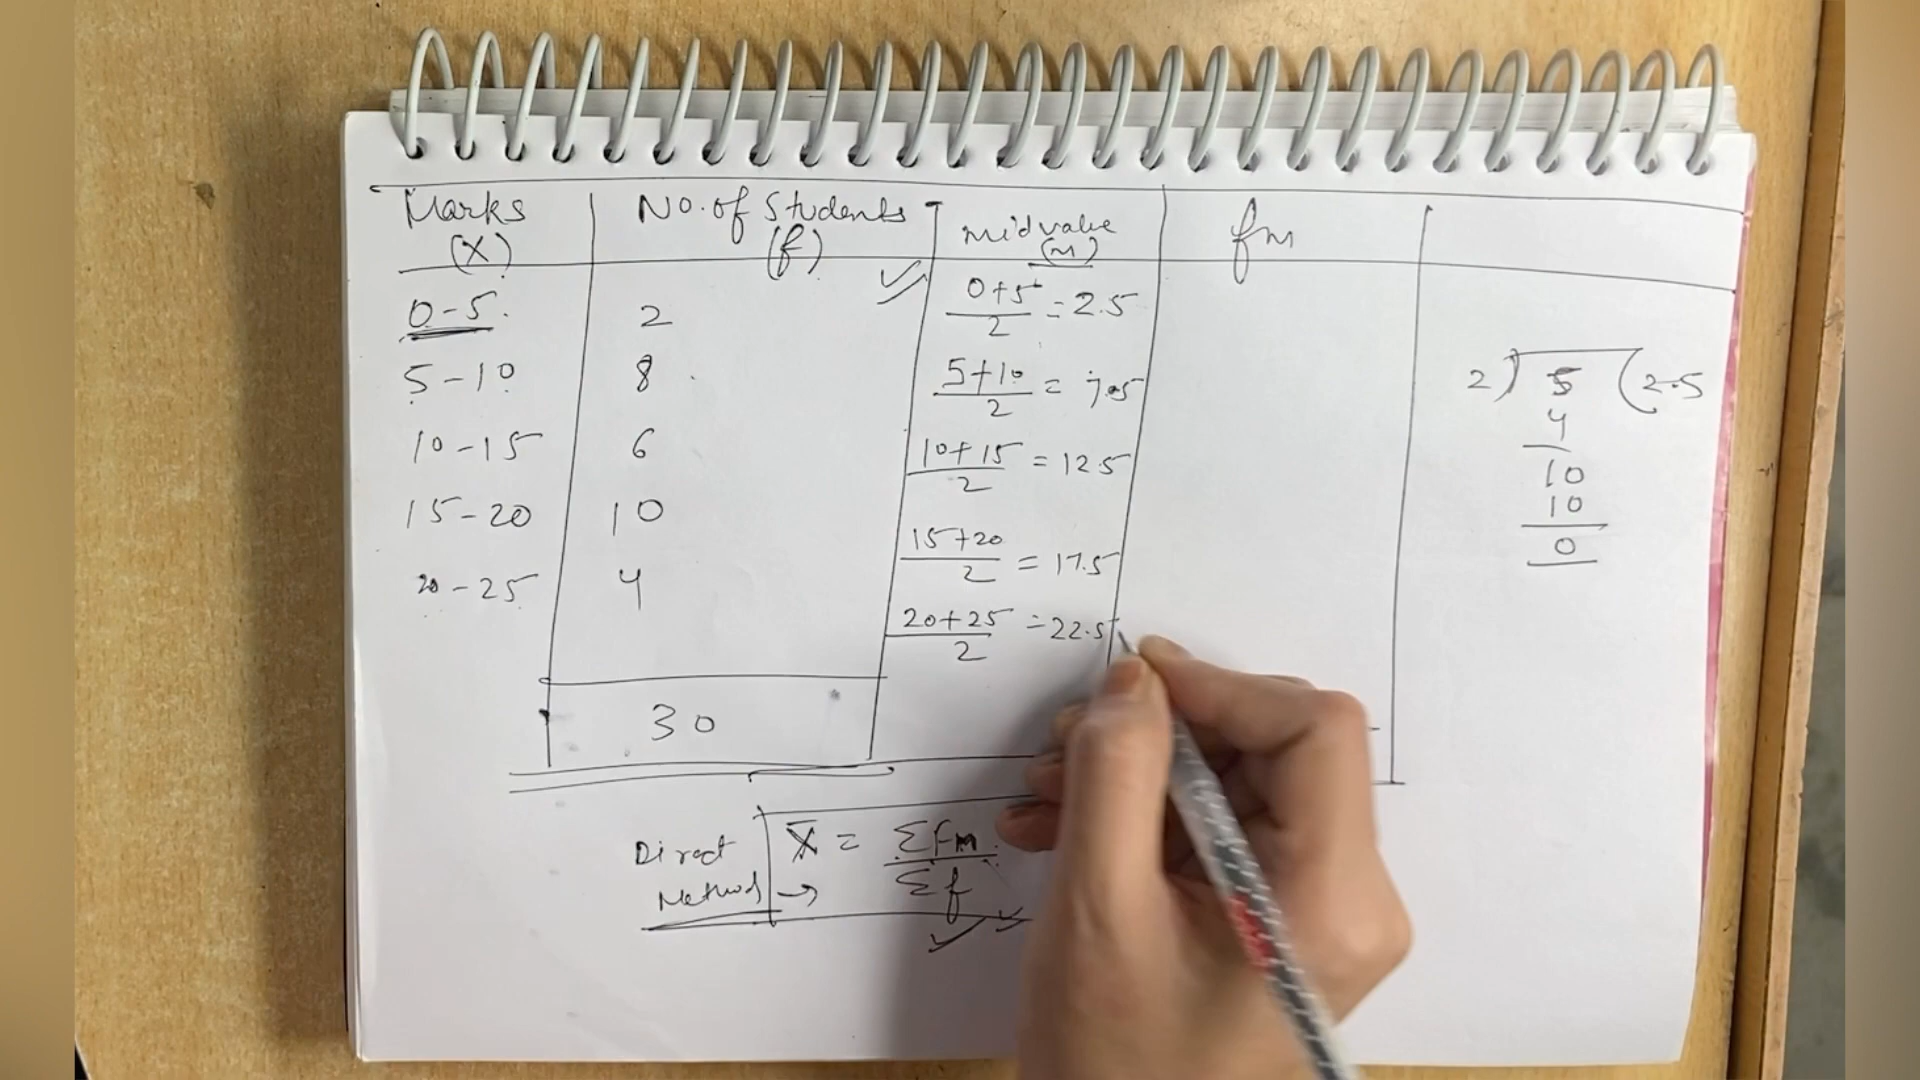 Marks (X) No. of Students (f) mid value (m) fm
0-5 2 0+5/2 = 2.5
5-10 8 5+10/2 = 7.5
10-15 6 10+15/2 = 12.5
15-20 10 15+20/2 = 17.5
20-25 4 20+25/2 = 22.5
30
2) 5 (2.5
4
10
10
0
Direct Method → X̄ = Σfm/Σf